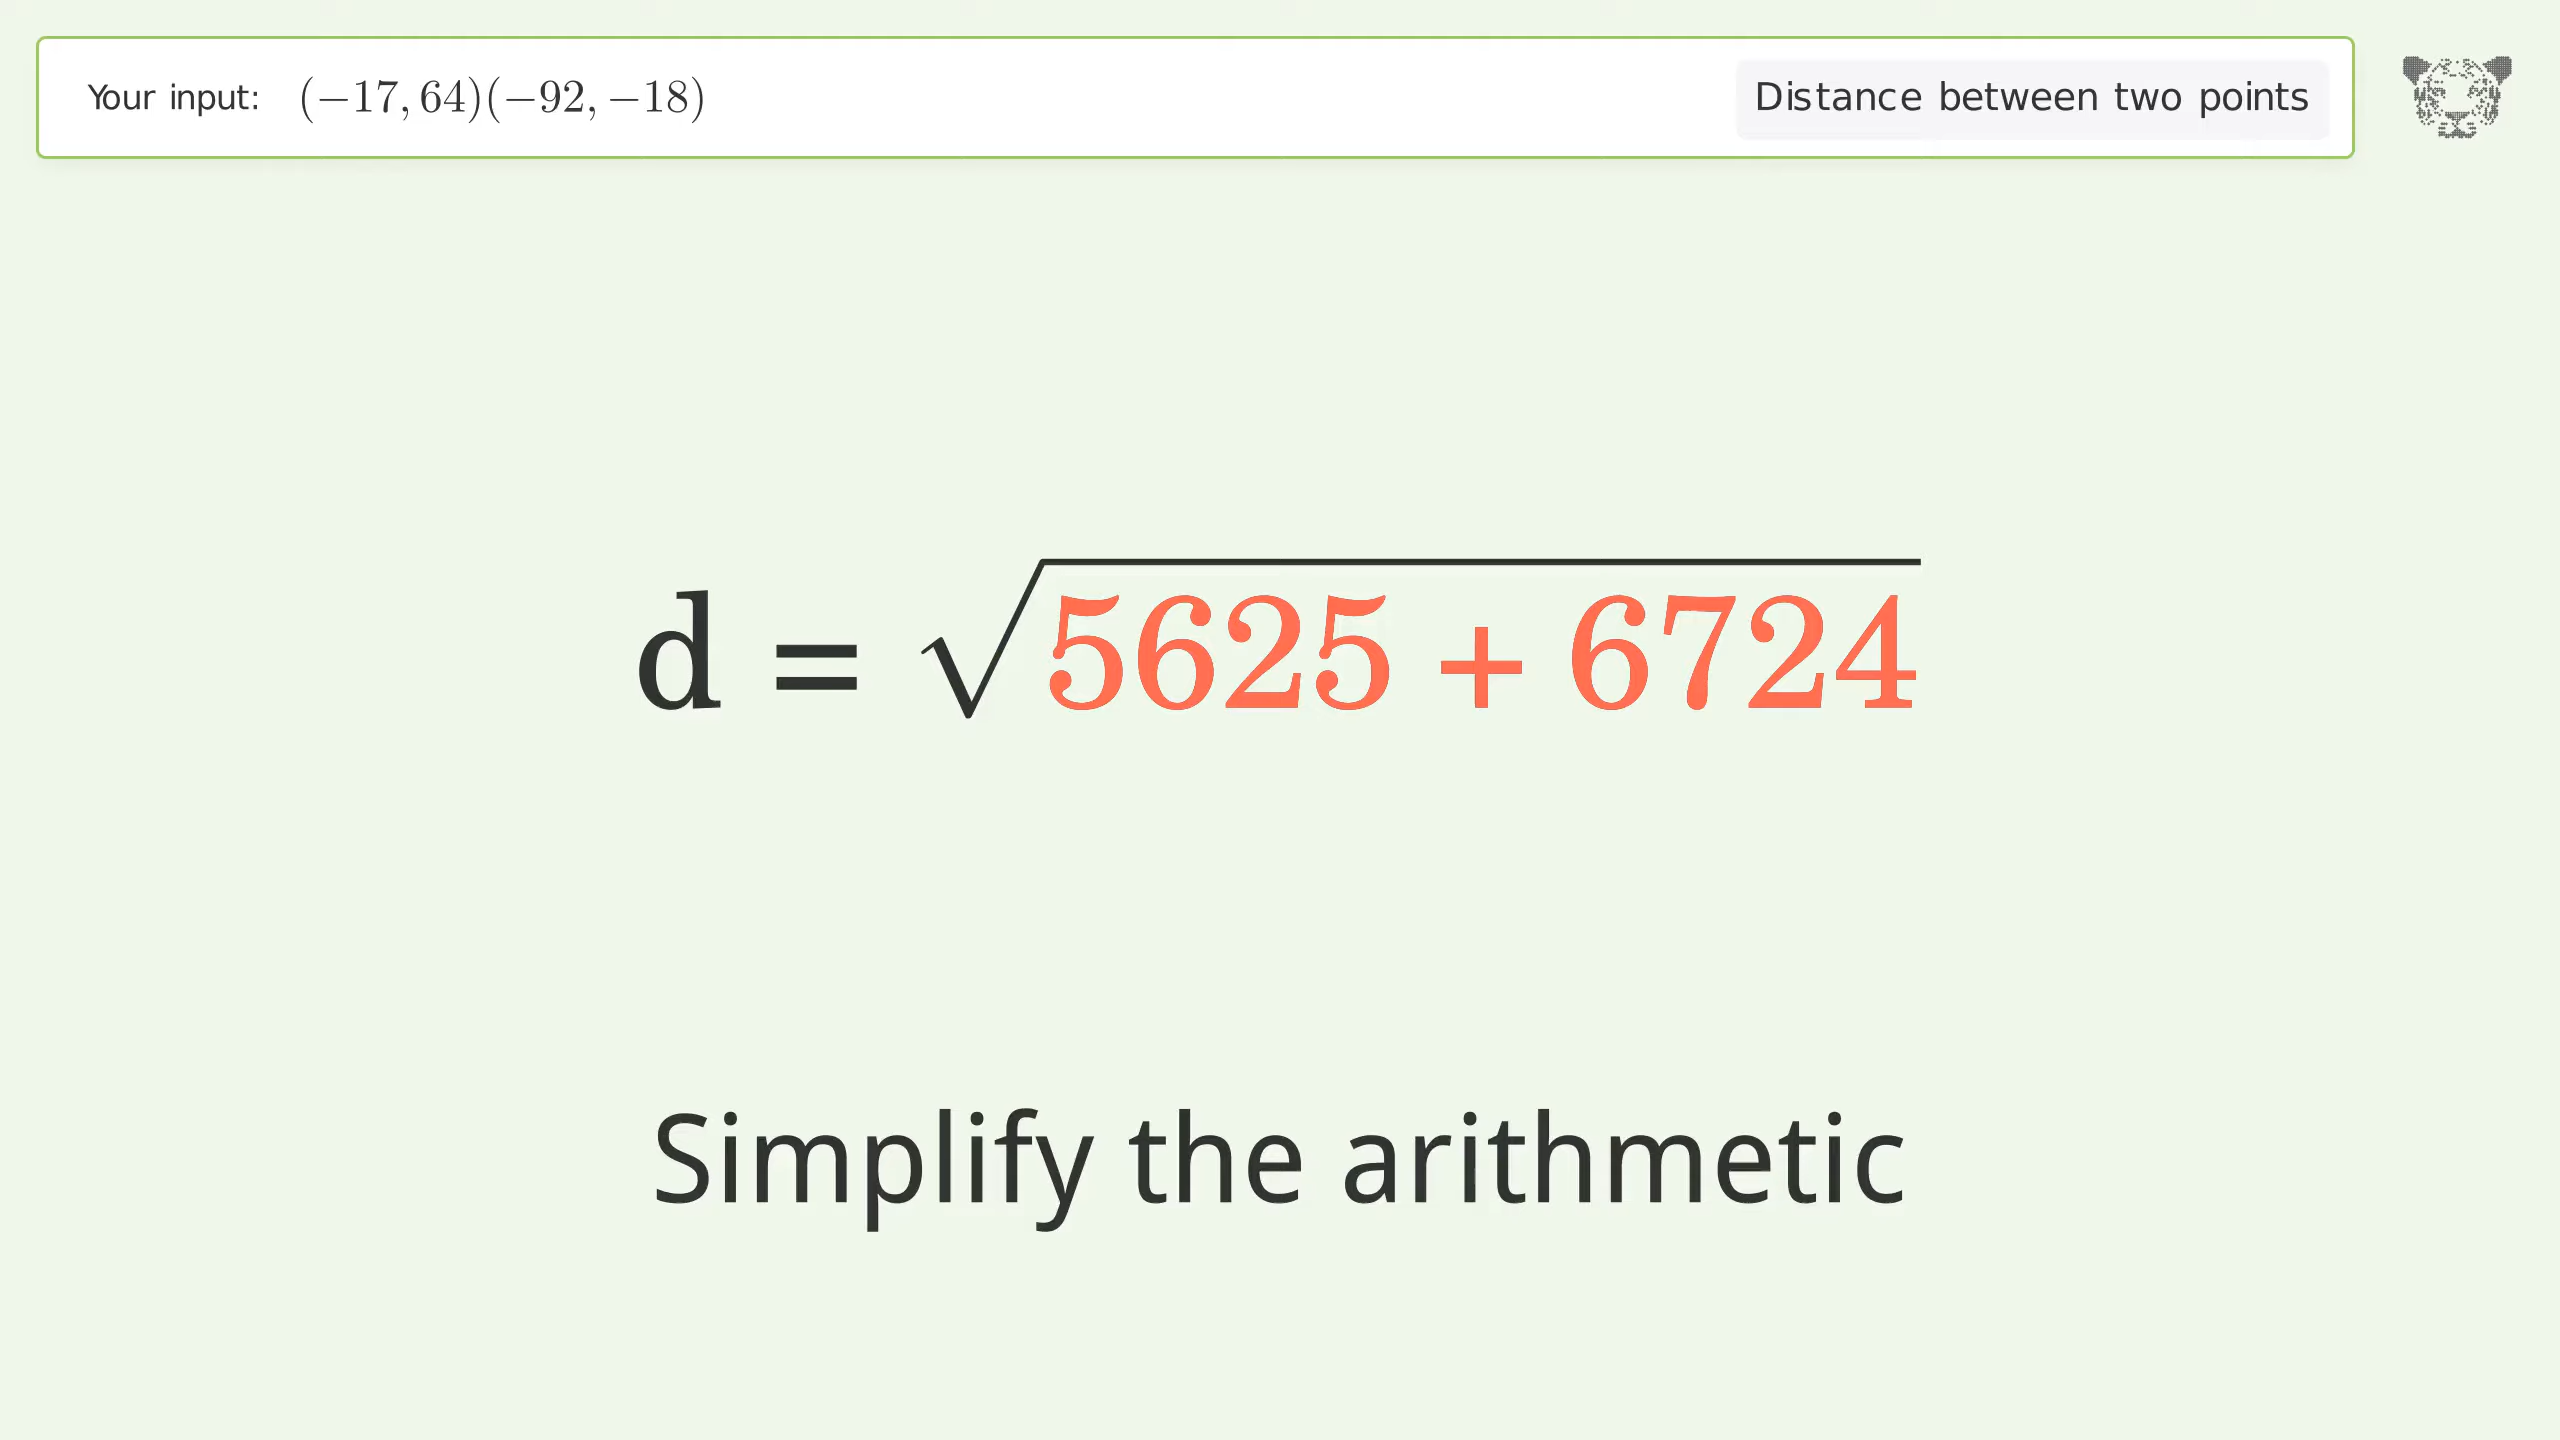 Your input: (−17, 64)(−92, −18)
Distance between two points
d = √5625 + 6724
Simplify the arithmetic